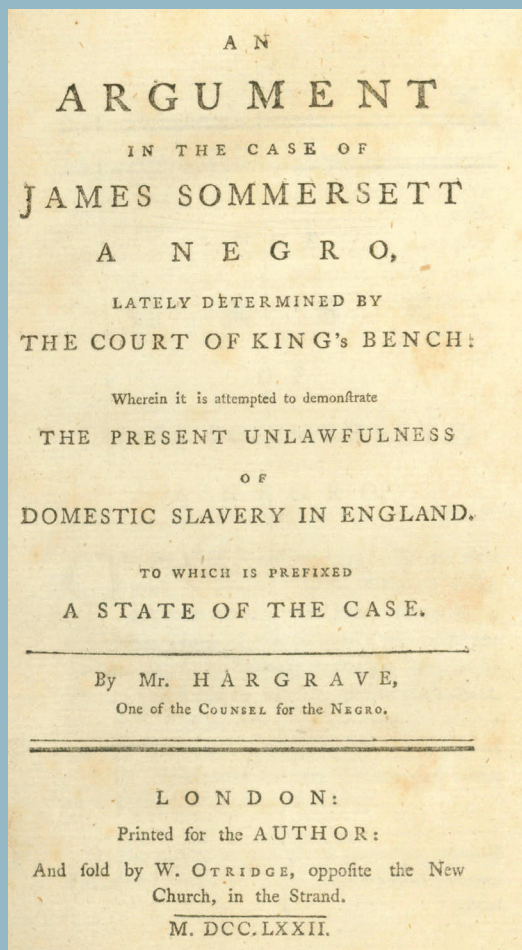 AN
ARGUMENT
IN THE CASE OF
JAMES SOMMERSETT
A NEGRO,
LATELY DETERMINED BY
THE COURT OF KING's BENCH:
Wherein it is attempted to demonſtrate
THE PRESENT UNLAWFULNESS
OF
DOMESTIC SLAVERY IN ENGLAND.
TO WHICH IS PREFIXED
A STATE OF THE CASE.
By Mr. HARGRAVE,
One of the COUNSEL for the NEGRO.
LONDON:
Printed for the AUTHOR:
And ſold by W. OTRIDGE, oppoſite the New
Church, in the Strand.
M. DCC. LXXII.